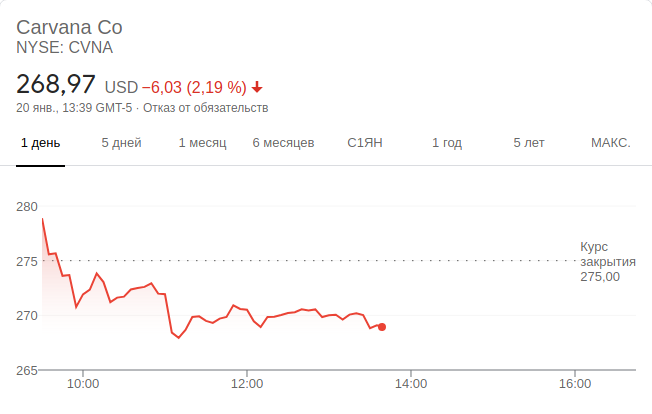 Carvana Co
NYSE: CVNA
268,97 USD −6,03 (2,19 %)
20 янв., 13:39 GMT-5 · Отказ от обязательств
1 день 5 дней 1 месяц 6 месяцев С1ЯН 1 год 5 лет МАКС.
280
Курс
275 закрытия
275,00
270
265
10:00 12:00 14:00 16:00